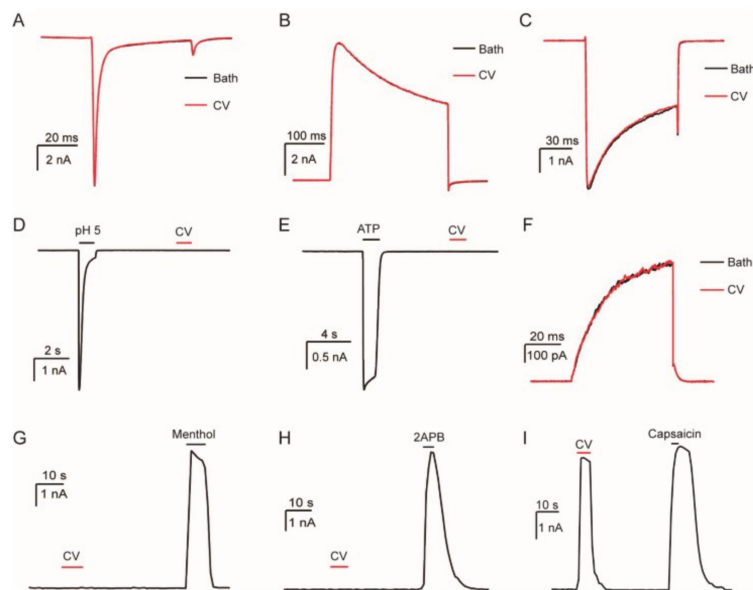 A
Bath
CV
20 ms
2 nA
B
Bath
CV
100 ms
2 nA
C
Bath
CV
30 ms
1 nA
D
pH 5
CV
2 s
1 nA
E
ATP
CV
4 s
0.5 nA
F
Bath
CV
20 ms
100 pA
G
Menthol
10 s
1 nA
CV
H
2APB
10 s
1 nA
CV
I
CV
Capsaicin
10 s
1 nA